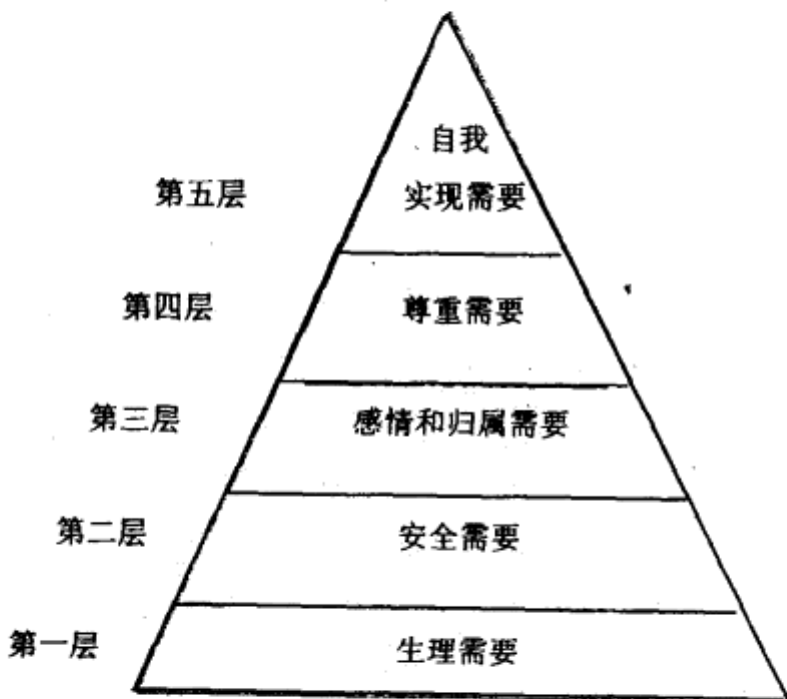 自我
第五层 实现需要
第四层 尊重需要
第三层 感情和归属需要
第二层 安全需要
第一层 生理需要